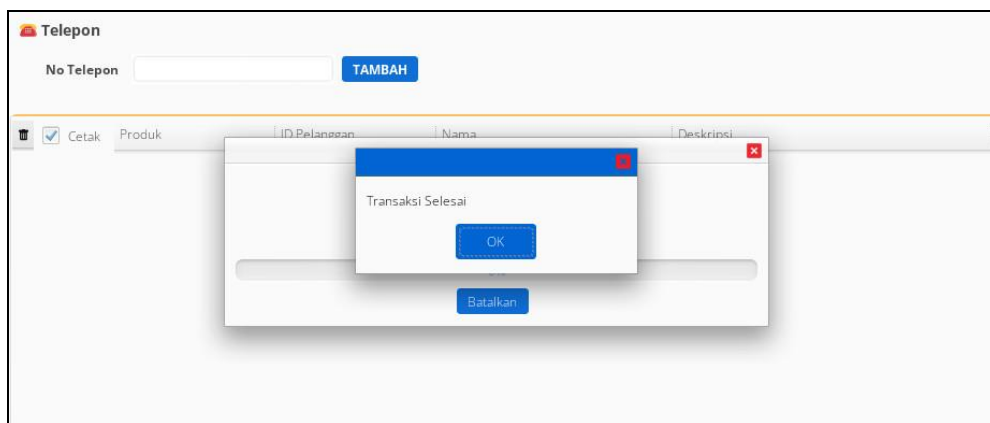 Telepon
No Telepon TAMBAH
Cetak Produk ID Pelanggan Nama Deskripsi
Transaksi Selesai
OK
Batalkan